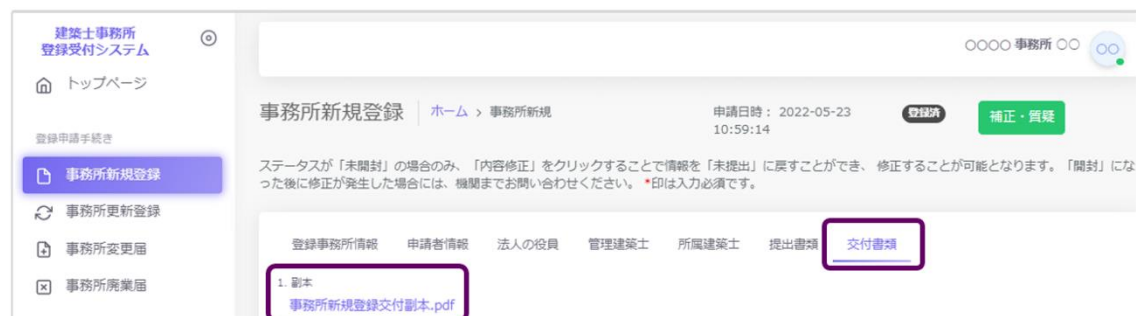 建築士事務所
登録受付システム
トップページ
登録申請手続き
事務所新規登録
事務所更新登録
事務所変更届
事務所廃業届
○○○○ 事務所 ○○ ○○
事務所新規登録 ホーム > 事務所新規 申請日時： 2022-05-23
10:59:14
登録済 補正・質疑
ステータスが「未開封」の場合のみ、「内容修正」をクリックすることで情報を「未提出」に戻すことができ、 修正することが可能となります。「開封」にな
った後に修正が発生した場合には、機関までお問い合わせください。 *印は入力必須です。
登録事務所情報 申請者情報 法人の役員 管理建築士 所属建築士 提出書類 交付書類
1. 副本
事務所新規登録交付副本.pdf